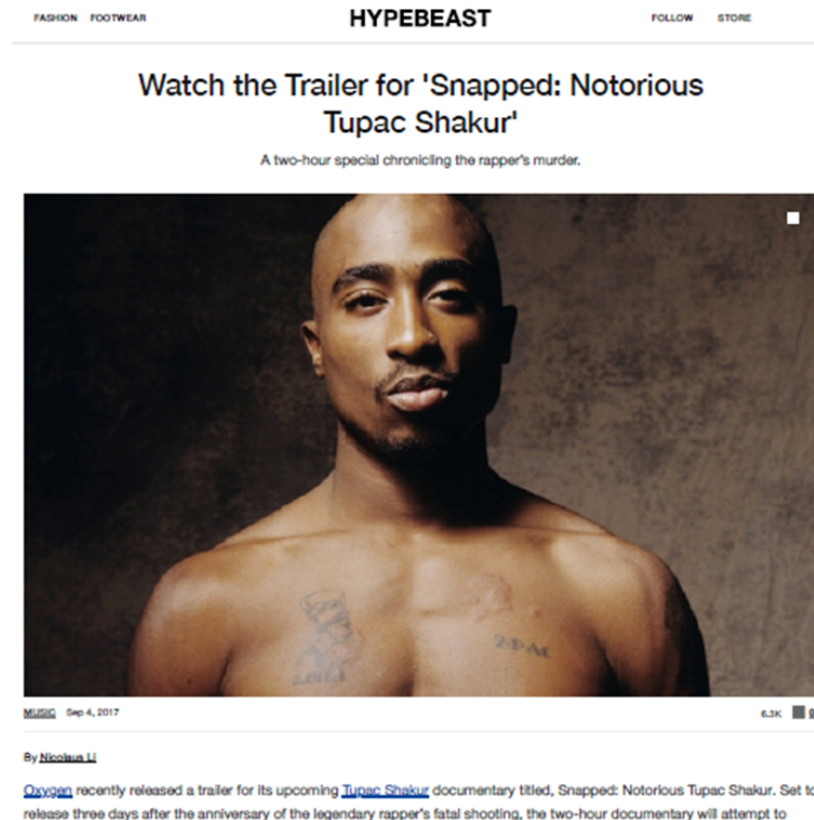 FASHION FOOTWEAR HYPEBEAST FOLLOW STORE
Watch the Trailer for 'Snapped: Notorious
Tupac Shakur'
A two-hour special chronicling the rapper's murder.
2PAC
MUSIC Sep 4, 2017 6.3K
By Nicolaus Li
Oxygen recently released a trailer for its upcoming Tupac Shakur documentary titled, Snapped: Notorious Tupac Shakur. Set to
release three days after the anniversary of the legendary rapper's fatal shooting, the two-hour documentary will attempt to